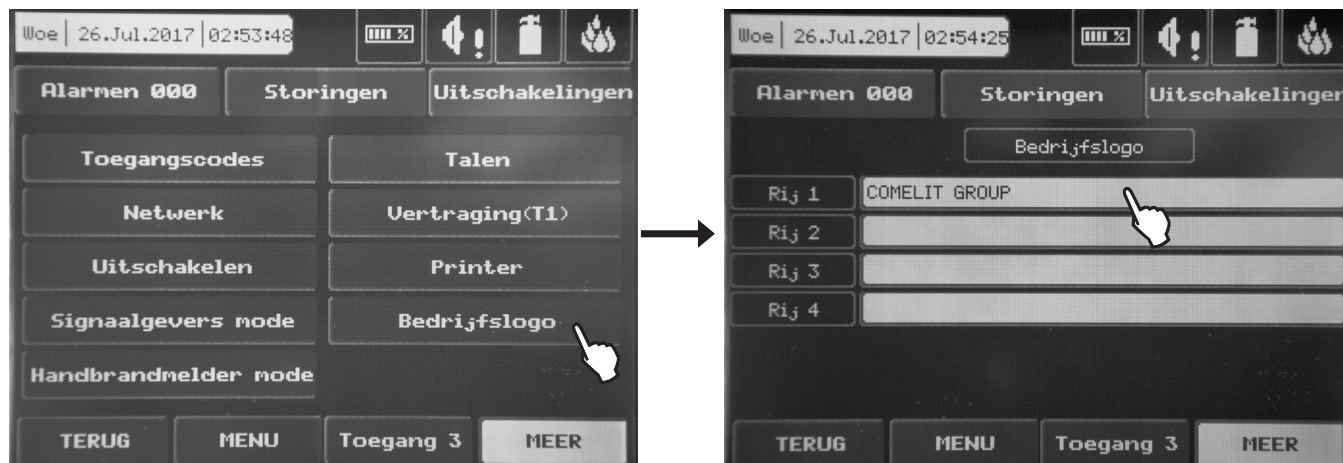 Woe 26.Jul.2017 02:53:48
Alarmen 000 Storingen Uitschakelingen
Toegangscodes Talen
Netwerk Vertraging(T1)
Uitschakelen Printer
Signaalgevers mode Bedrijfslogo
Handbrandmelder mode
TERUG MENU Toegang 3 MEER
Woe 26.Jul.2017 02:54:25
Alarmen 000 Storingen Uitschakelingen
Bedrijfslogo
Rij 1 COMELIT GROUP
Rij 2
Rij 3
Rij 4
TERUG MENU Toegang 3 MEER